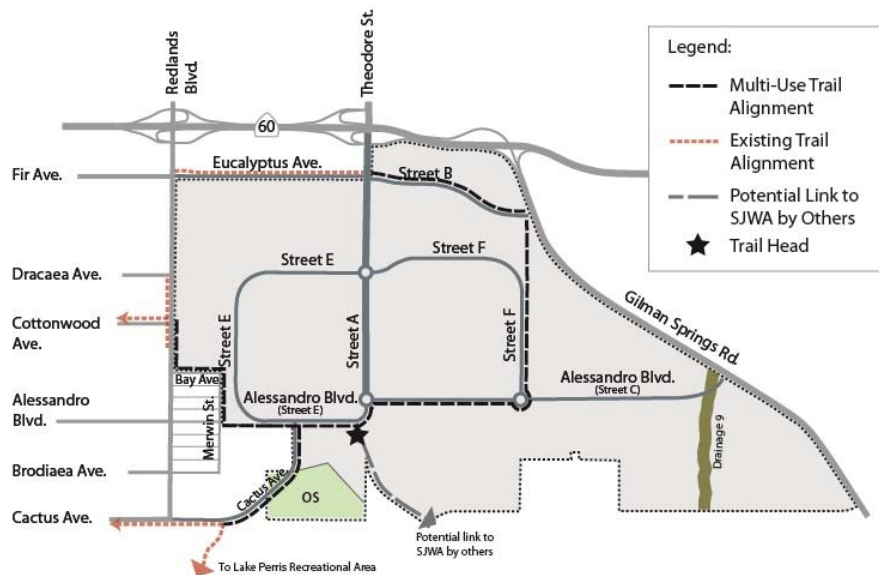 Redlands
Blvd.
Theodore St.
60
Fir Ave.
Eucalyptus Ave.
Street B
Dracaea Ave.
Street E
Street F
Cottonwood
Ave.
Street E
Street A
Street F
Gilman Springs Rd.
Bay Ave.
Alessandro
Blvd.
Merwin St.
Alessandro Blvd.
(Street E)
Alessandro Blvd.
(Street C)
Drainage 9
Brodiaea Ave.
Cactus Ave.
OS
Cactus Ave.
Potential link to
SJWA by others
To Lake Perris Recreational Area
Legend:
Multi-Use Trail
Alignment
Existing Trail
Alignment
Potential Link to
SJWA by Others
Trail Head